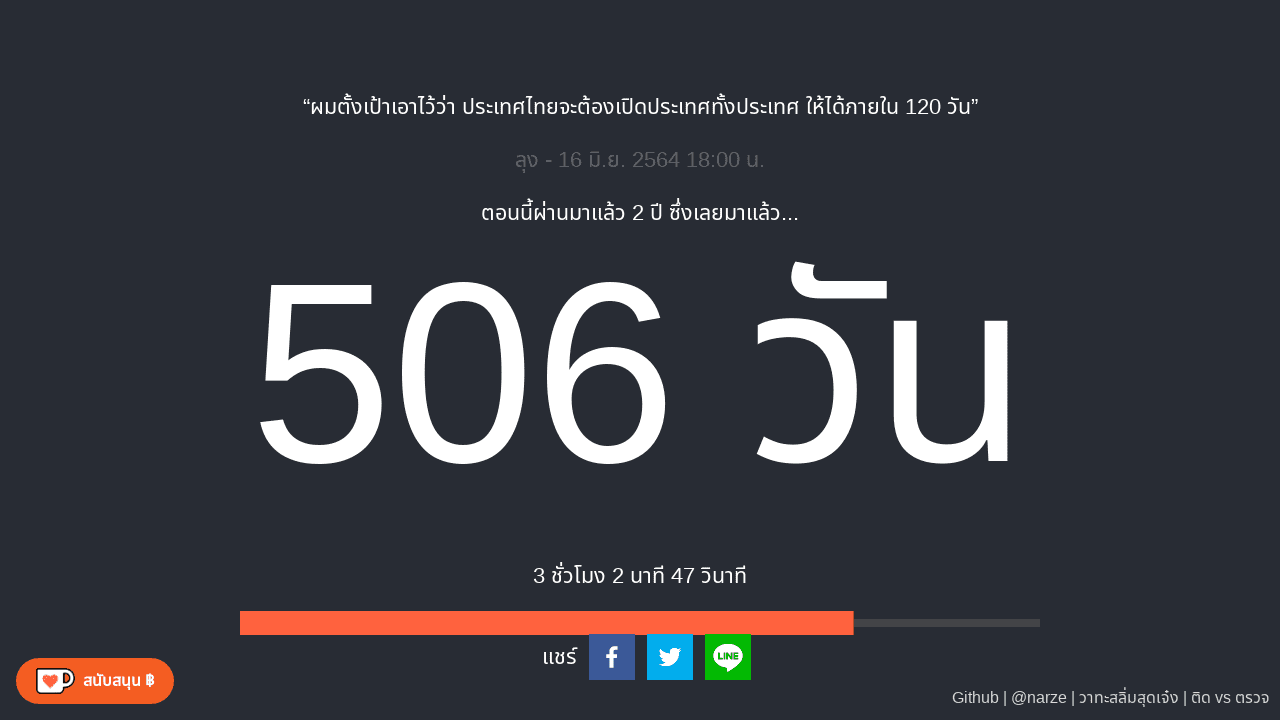 “ผมตั้งเป้าเอาไว้ว่า ประเทศไทยจะต้องเปิดประเทศทั้งประเทศ ให้ได้ภายใน 120 วัน”
ลุง - 16 มิ.ย. 2564 18:00 น.
ตอนนี้ผ่านมาแล้ว 2 ปี ซึ่งเลยมาแล้ว...
506 วัน
3 ชั่วโมง 2 นาที 47 วินาที
แชร์
LINE
สนับสนุน ฿
Github | @narze | วาทะสลิ่มสุดเจ๋ง | ติด vs ตรวจ